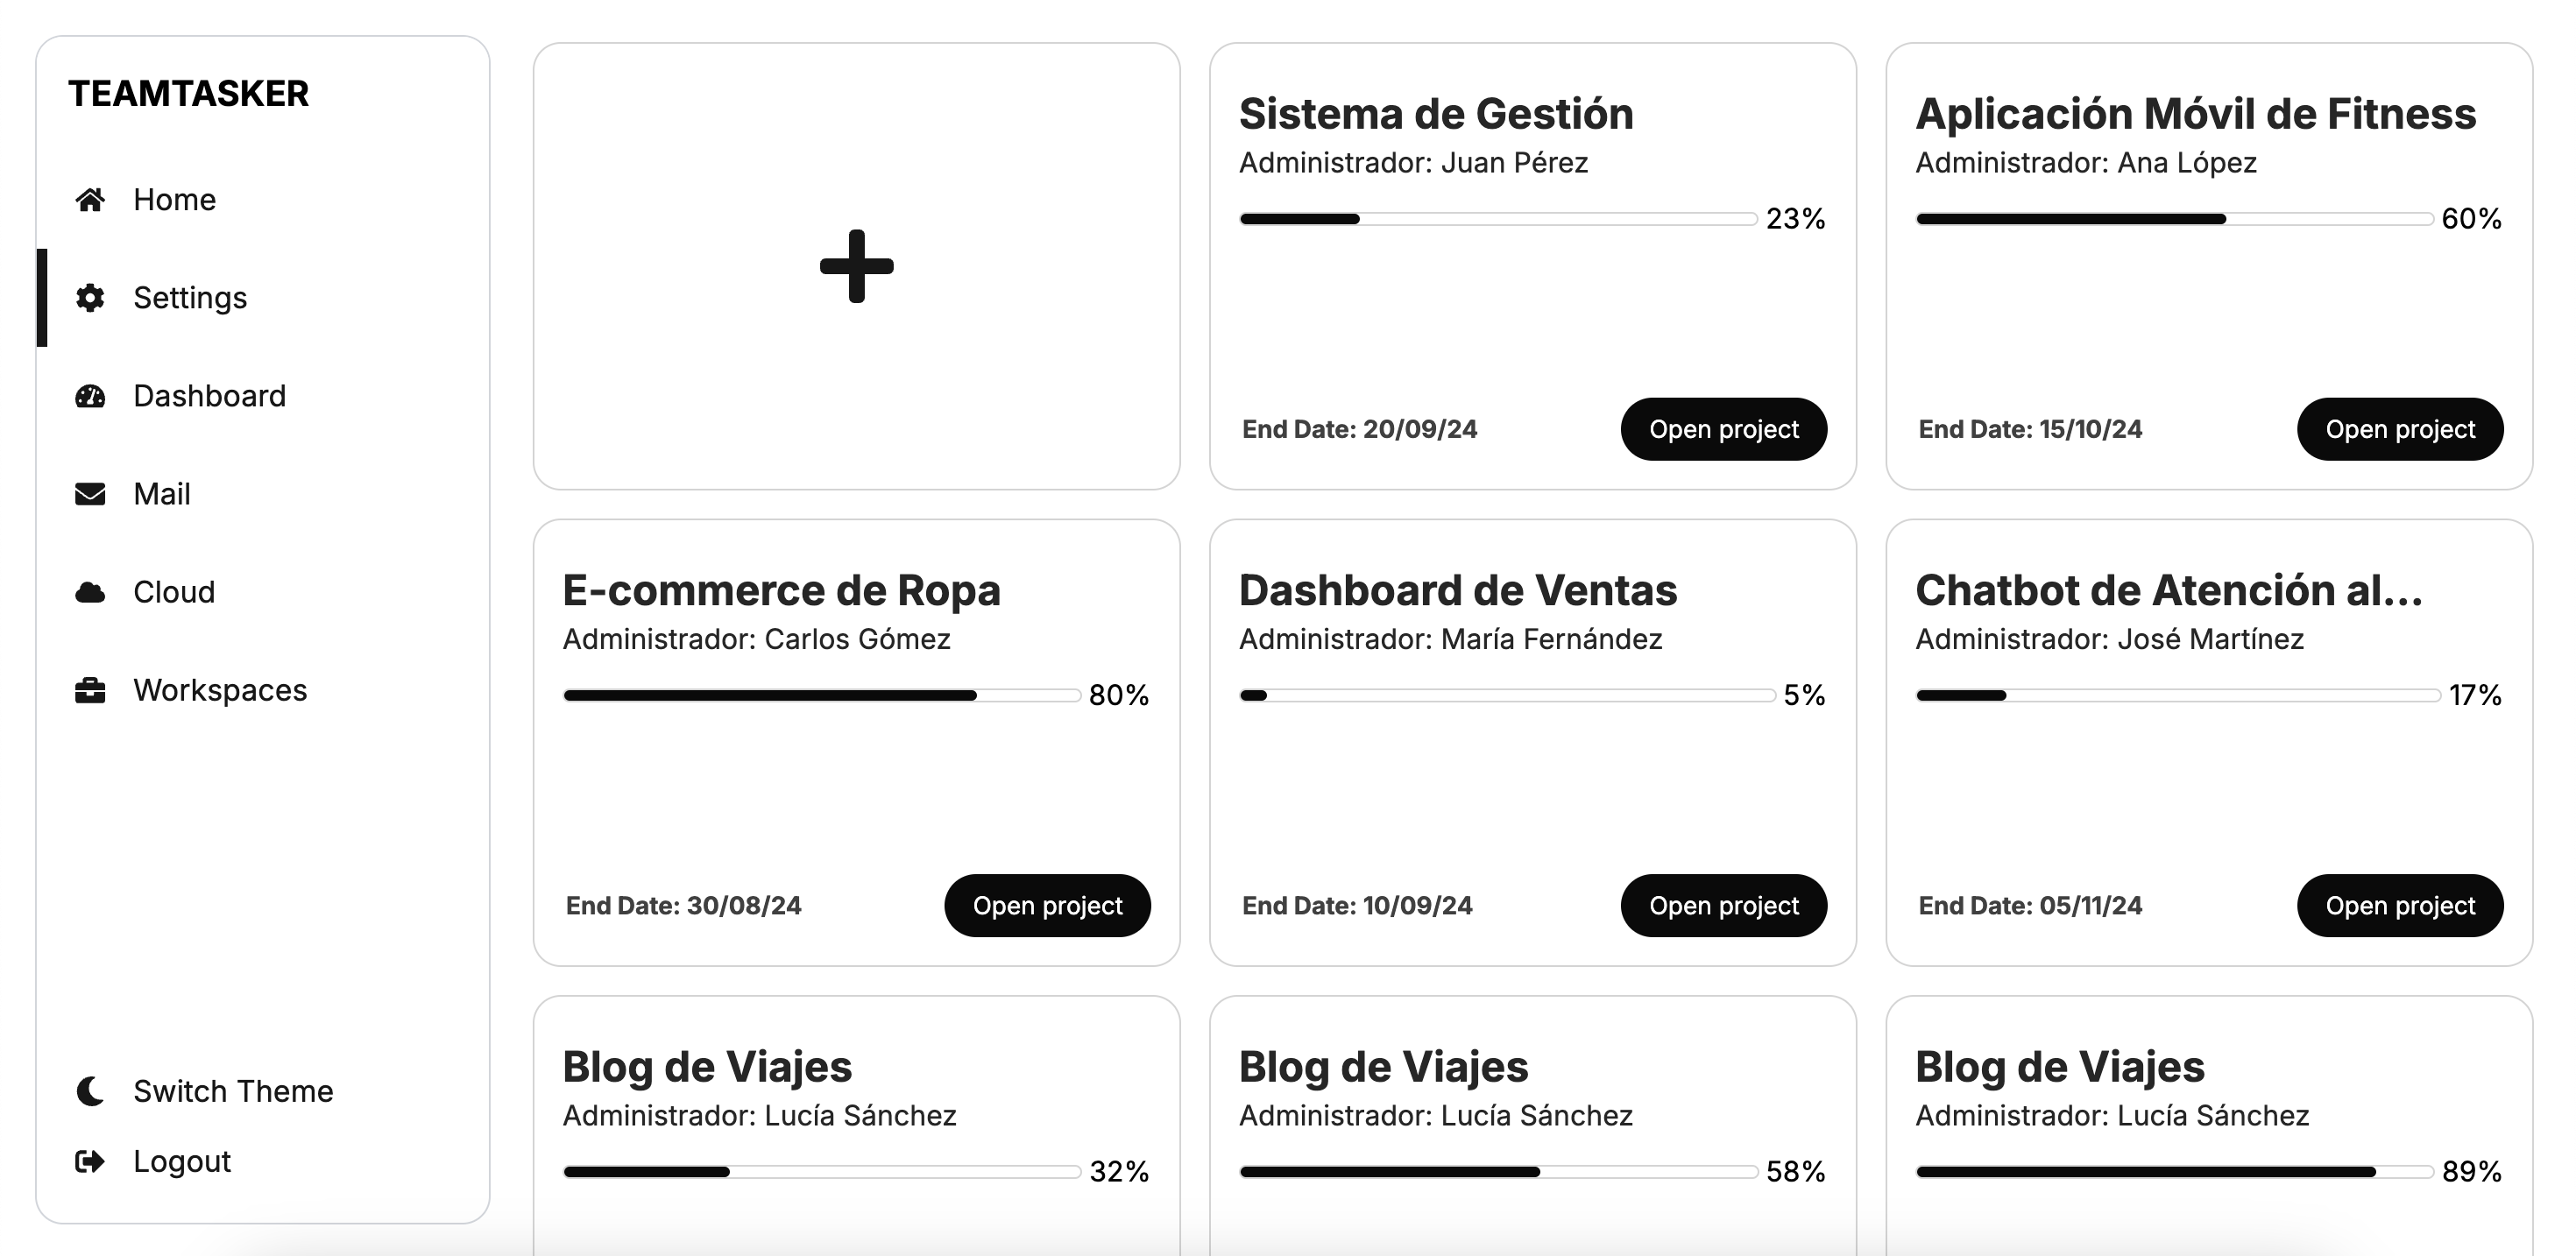 TEAMTASKER
Home
Settings
Dashboard
Mail
Cloud
Workspaces
Switch Theme
Logout
Sistema de Gestión
Administrador: Juan Pérez
23%
End Date: 20/09/24
Open project
Aplicación Móvil de Fitness
Administrador: Ana López
60%
End Date: 15/10/24
Open project
E-commerce de Ropa
Administrador: Carlos Gómez
80%
End Date: 30/08/24
Open project
Dashboard de Ventas
Administrador: María Fernández
5%
End Date: 10/09/24
Open project
Chatbot de Atención al...
Administrador: José Martínez
17%
End Date: 05/11/24
Open project
Blog de Viajes
Administrador: Lucía Sánchez
32%
Blog de Viajes
Administrador: Lucía Sánchez
58%
Blog de Viajes
Administrador: Lucía Sánchez
89%